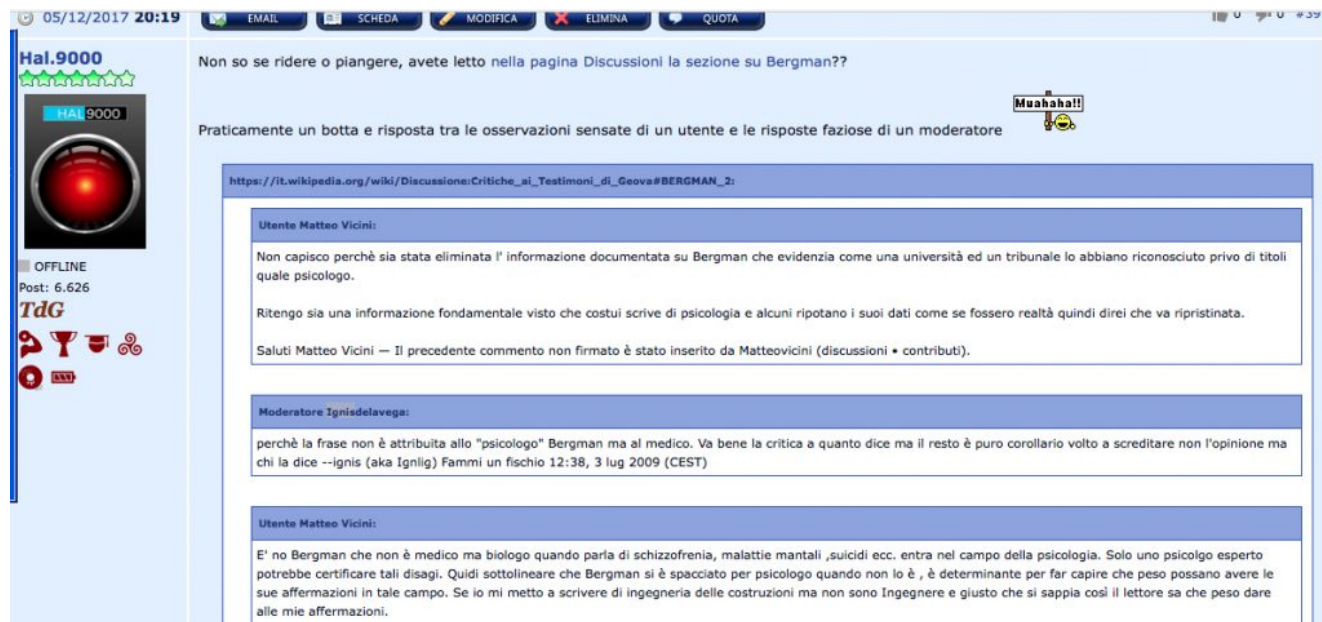 05/12/2017 20:19 EMAIL SCHEDA MODIFICA ELIMINA QUOTA 0 0 #39
Hal.9000
HAL 9000
OFFLINE
Post: 6.626
TdG
Non so se ridere o piangere, avete letto nella pagina Discussioni la sezione su Bergman??
Muahaha!!
Praticamente un botta e risposta tra le osservazioni sensate di un utente e le risposte faziose di un moderatore
https://it.wikipedia.org/wiki/Discussione:Critiche_ai_Testimoni_di_Geova#BERGMAN_2:
Utente Matteo Vicini:
Non capisco perchè sia stata eliminata l' informazione documentata su Bergman che evidenzia come una università ed un tribunale lo abbiano riconosciuto privo di titoli
quale psicologo.
Ritengo sia una informazione fondamentale visto che costui scrive di psicologia e alcuni ripotano i suoi dati come se fossero realtà quindi direi che va ripristinata.
Saluti Matteo Vicini — Il precedente commento non firmato è stato inserito da Matteovicini (discussioni • contributi).
Moderatore Ignisdelavega:
perchè la frase non è attribuita allo "psicologo" Bergman ma al medico. Va bene la critica a quanto dice ma il resto è puro corollario volto a screditare non l'opinione ma
chi la dice --ignis (aka Ignlig) Fammi un fischio 12:38, 3 lug 2009 (CEST)
Utente Matteo Vicini:
E' no Bergman che non è medico ma biologo quando parla di schizzofrenia, malattie mantali ,suicidi ecc. entra nel campo della psicologia. Solo uno psicolgo esperto
potrebbe certificare tali disagi. Quidi sottolineare che Bergman si è spacciato per psicologo quando non lo è , è determinante per far capire che peso possano avere le
sue affermazioni in tale campo. Se io mi metto a scrivere di ingegneria delle costruzioni ma non sono Ingegnere e giusto che si sappia così il lettore sa che peso dare
alle mie affermazioni.